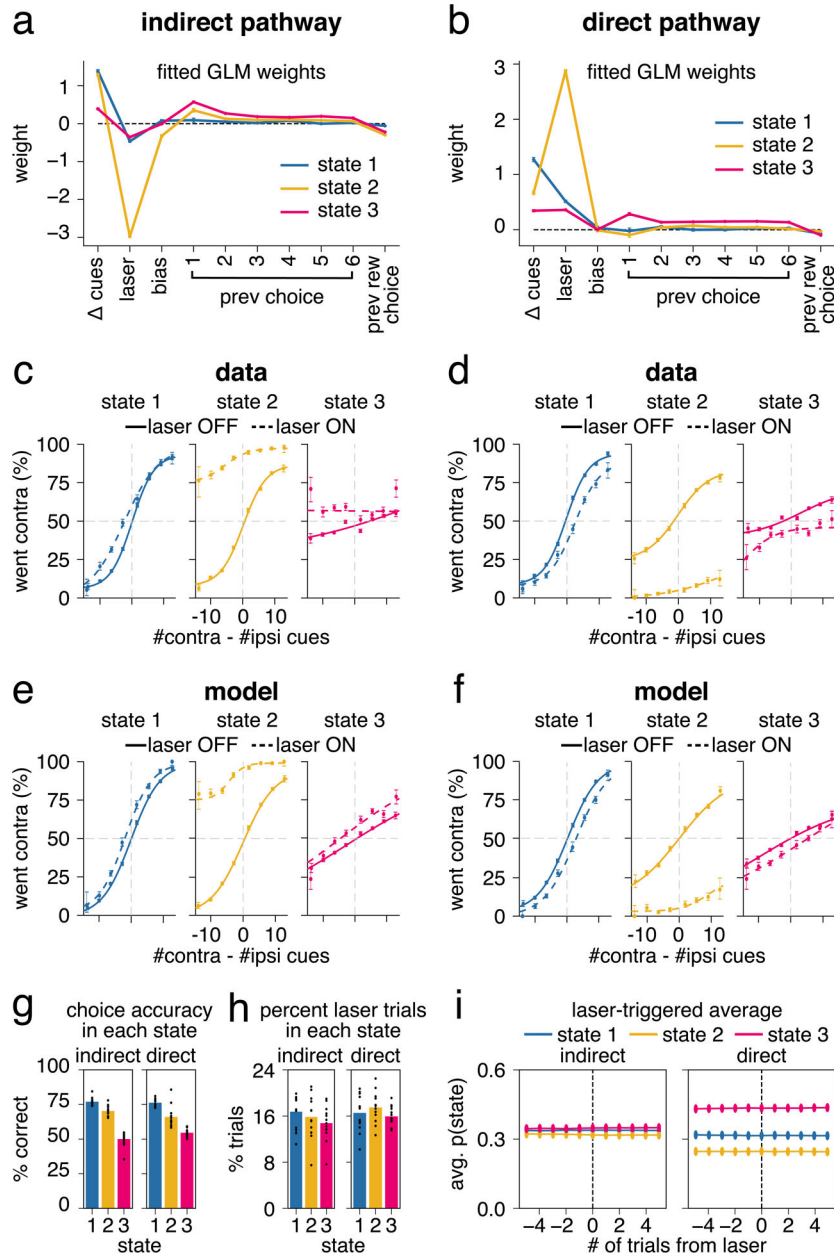 a
indirect pathway
fitted GLM weights
weight
1
0
−1
−2
−3
state 1
state 2
state 3
Δ cues
laser
bias
1
2
3
4
5
6
prev choice
prev rew
choice
b
direct pathway
fitted GLM weights
weight
3
2
1
0
state 1
state 2
state 3
Δ cues
laser
bias
1
2
3
4
5
6
prev choice
prev rew
choice
c
data
state 1 state 2 state 3
laser OFF laser ON
went contra (%)
100
75
50
25
0
-10 0 10
#contra - #ipsi cues
d
data
state 1 state 2 state 3
laser OFF laser ON
went contra (%)
100
75
50
25
0
-10 0 10
#contra - #ipsi cues
e
model
state 1 state 2 state 3
laser OFF laser ON
went contra (%)
100
75
50
25
0
-10 0 10
#contra - #ipsi cues
f
model
state 1 state 2 state 3
laser OFF laser ON
went contra (%)
100
75
50
25
0
-10 0 10
#contra - #ipsi cues
g
choice accuracy
in each state
indirect direct
% correct
100
75
50
25
0
1 2 3 1 2 3
state
h
percent laser trials
in each state
indirect direct
% trials
24
16
8
0
1 2 3 1 2 3
state
i
laser-triggered average
state 1 state 2 state 3
indirect direct
avg. p(state)
0.6
0.3
0.0
-4 -2 0 2 4 -4 -2 0 2 4
# of trials from laser